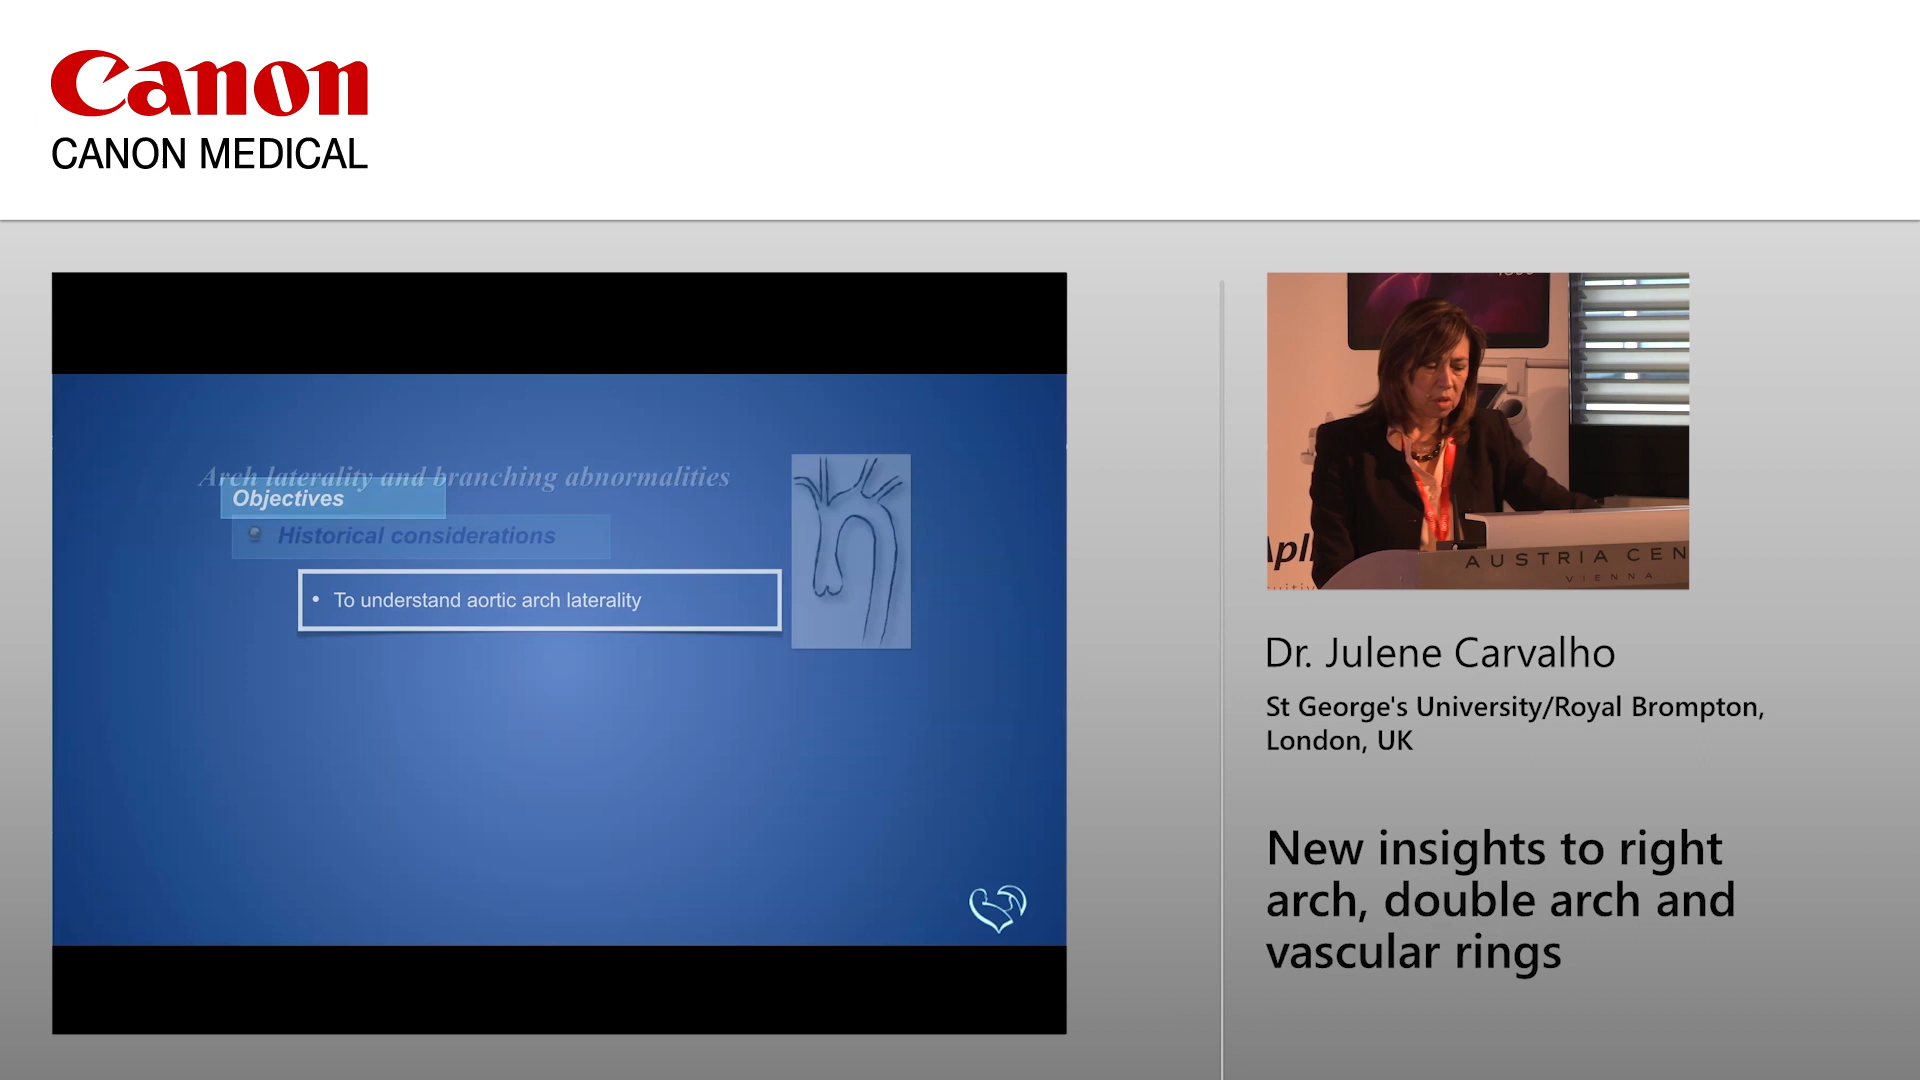 Canon
CANON MEDICAL
Arch laterality and branching abnormalities
Objectives
Historical considerations
• To understand aortic arch laterality
Apli
AUSTRIA CEN
VIENNA
Dr. Julene Carvalho
St George's University/Royal Brompton,
London, UK
New insights to right
arch, double arch and
vascular rings